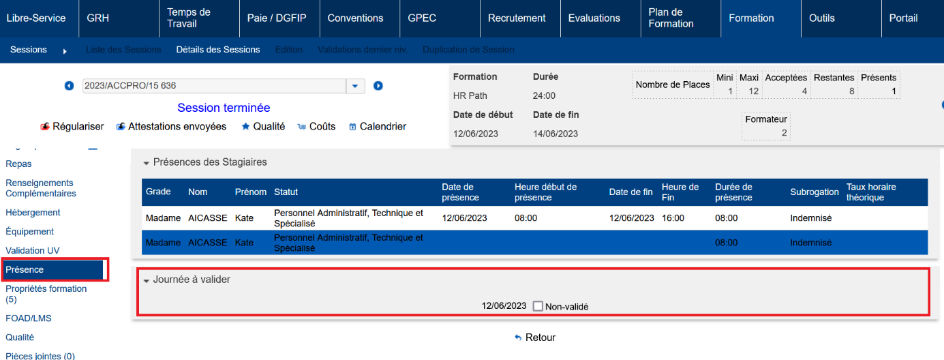 Libre-Service GRH Temps de Travail Paie / DGFIP Conventions GPEC Recrutement Evaluations Plan de Formation Formation Outils Portail
Sessions Liste des Sessions Détails des Sessions Edition Validations dernier niv. Duplication de Session
2023/ACCPRO/15 636
Session terminée
Régulariser Attestations envoyées Qualité Coûts Calendrier
Formation Durée
HR Path 24:00
Date de début Date de fin
12/06/2023 14/06/2023
Nombre de Places Mini Maxi Acceptées Restantes Présents
1 12 4 8 1
Formateur
2
Repas
Renseignements
Complémentaires
Hébergement
Équipement
Validation UV
Présence
Propriétés formation
(5)
FOAD/LMS
Qualité
Pièces jointes (0)
Présences des Stagiaires
Grade Nom Prénom Statut Date de présence Heure début de présence Date de fin Heure de Fin Durée de présence Subrogation Taux horaire théorique
Madame AICASSE Kate Personnel Administratif, Technique et Spécialisé 12/06/2023 08:00 12/06/2023 16:00 08:00 Indemnisé
Madame AICASSE Kate Personnel Administratif, Technique et Spécialisé 08:00 Indemnisé
Journée à valider
12/06/2023 Non-validé
Retour